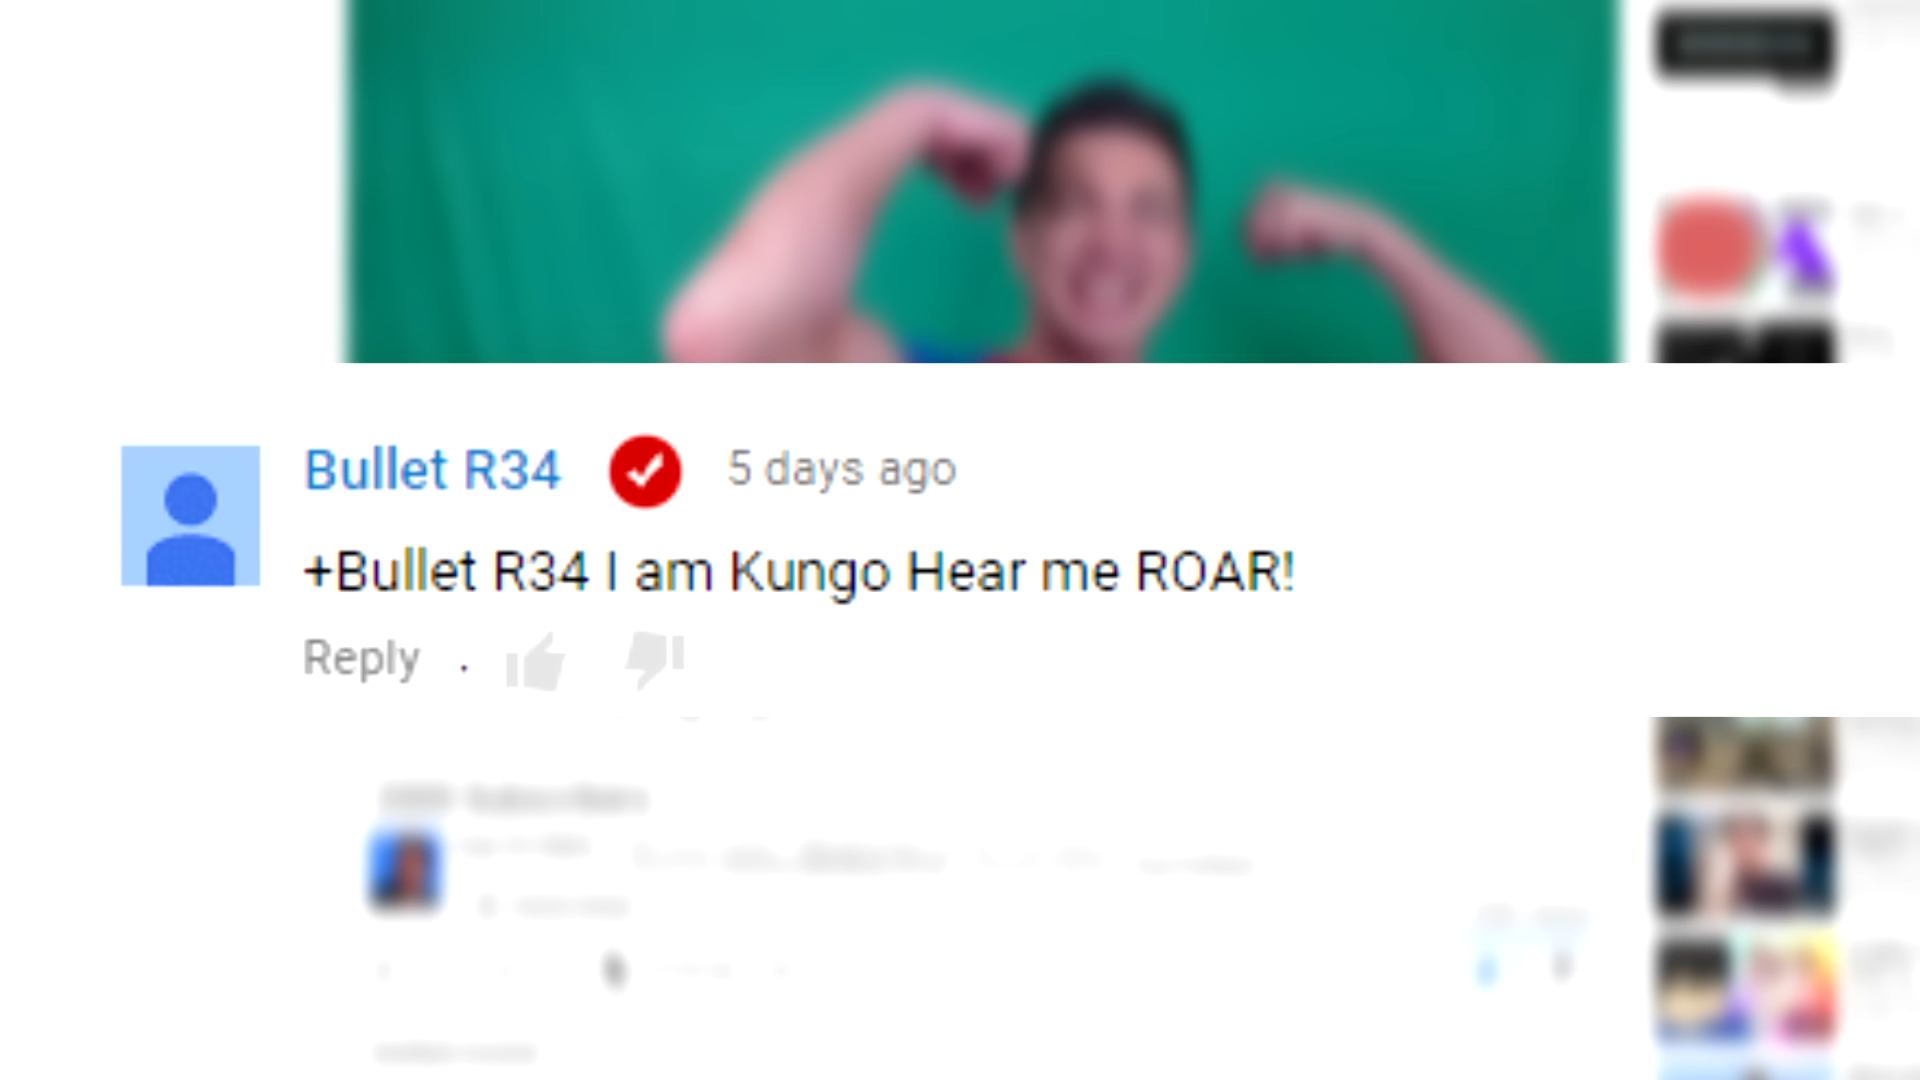 Bullet R34 5 days ago
+Bullet R34 I am Kungo Hear me ROAR!
Reply .